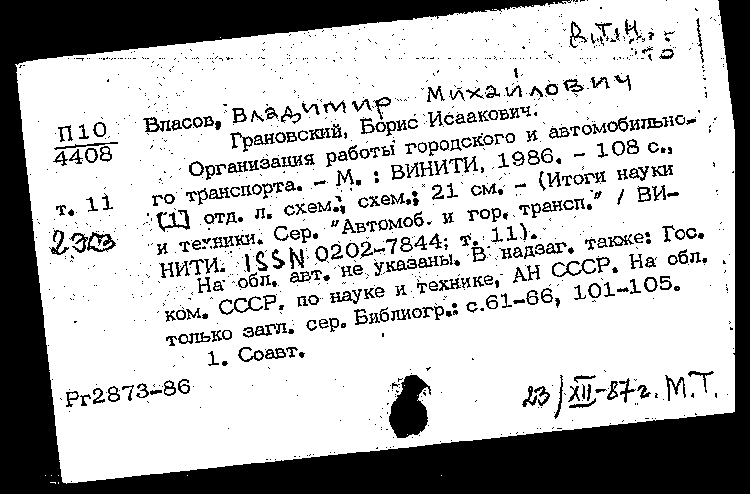 В.Т.Н.
П10
4408
т. 11
Власов, Владимир Михайлович
Грановский, Борис Исаакович.
Организация работы городского и автомобильно-
го транспорта. – М. : ВИНИТИ, 1986. – 108 с.,
[1] отд. л. схем.; схем.; 21 см. – (Итоги науки
и техники. Сер. "Автомоб. и гор. трансп." / ВИ-
НИТИ. ISSN 0202-7844; т. 11).
На обл. авт. не указаны. В надзаг. также: Гос.
ком. СССР. по науке и технике, АН СССР. На обл.
только загл. сер. Библиогр.: с.61-66, 101-105.
1. Соавт.
Рг2873-86
23/XII-87г. М.Т.